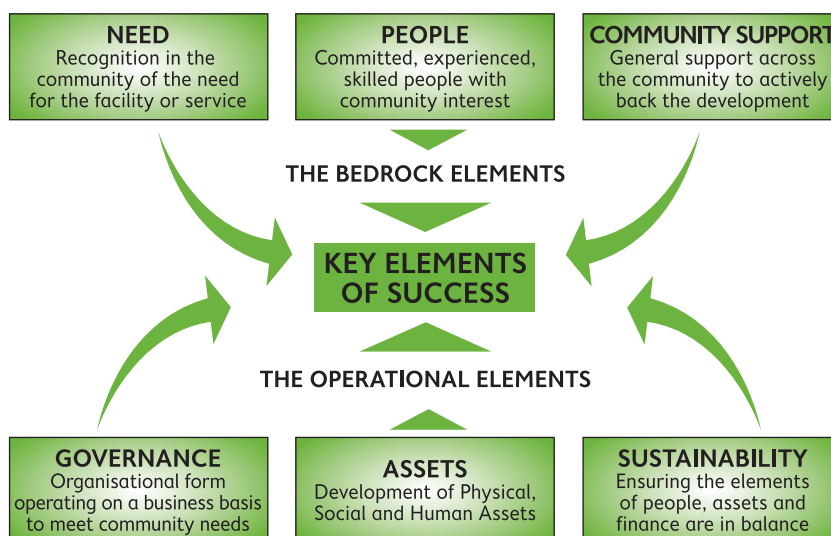 NEED
Recognition in the
community of the need
for the facility or service
PEOPLE
Committed, experienced,
skilled people with
community interest
COMMUNITY SUPPORT
General support across
the community to actively
back the development
THE BEDROCK ELEMENTS
KEY ELEMENTS
OF SUCCESS
THE OPERATIONAL ELEMENTS
GOVERNANCE
Organisational form
operating on a business basis
to meet community needs
ASSETS
Development of Physical,
Social and Human Assets
SUSTAINABILITY
Ensuring the elements
of people, assets and
finance are in balance